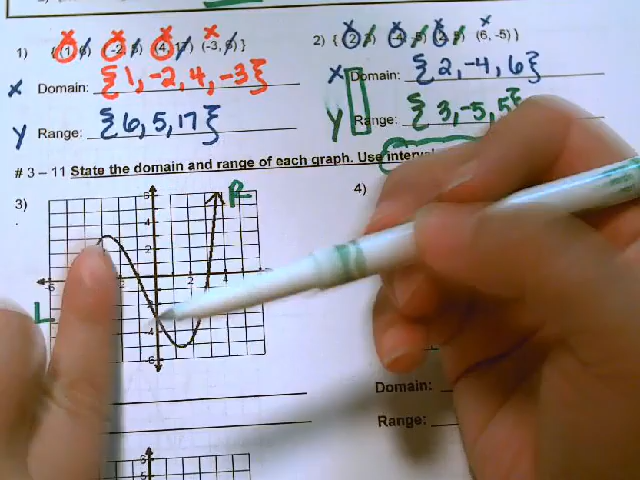 1) { (1, 6) (-2, 5) (4, 17) (-3, 6) } 2) { (2, 3) (-4, -5) (2, 5) (6, -5) }
x Domain: {1, -2, 4, -3} x Domain: {2, -4, 6}
y Range: {6, 5, 17} y Range: {3, -5, 5}
# 3 – 11 State the domain and range of each graph. Use
3) R 4)
L
Domain:
Range: